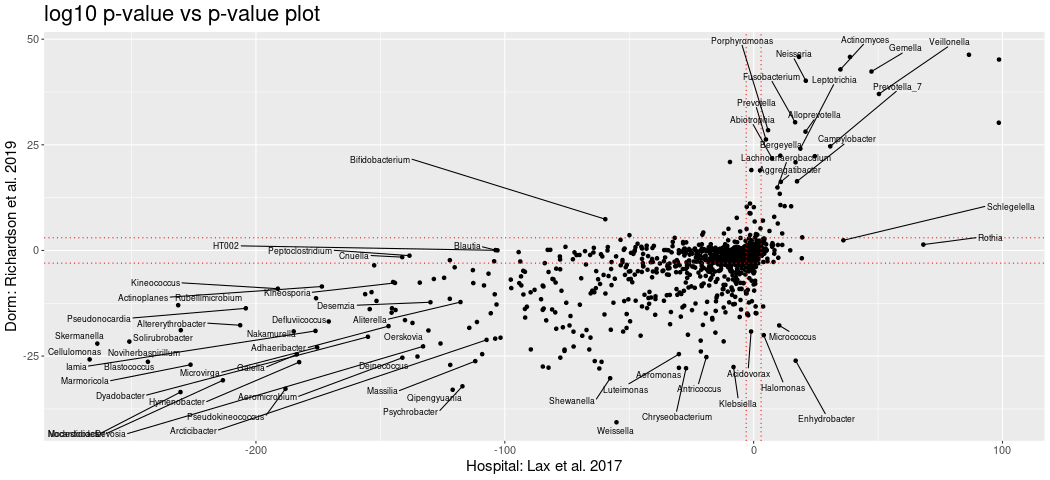 log10 p-value vs p-value plot
Dorm: Richardson et al. 2019
50
25
0
-25
Porphyromonas
Actinomyces
Veillonella
Neisseria
Gemella
Fusobacterium
Leptotrichia
Prevotella_7
Prevotella
Abiotrophia
Alloprevotella
Bergeyella
Campylobacter
Lachnoanaerobaculum
Aggregatibacter
Bifidobacterium
Schlegelella
Rothia
HT002
Blautia
Peptoclostridium
Cnuella
Kineococcus
Actinoplanes
Rubellimicrobium
Kineosporia
Desemzia
Pseudonocardia
Defluviicoccus
Aliterella
Altererythrobacter
Skermanella
Solirubrobacter
Nakamurella
Oerskovia
Micrococcus
Cellulomonas
Noviherbaspirillum
Adhaeribacter
Iamia
Blastococcus
Microvirga
Gaiella
Deinococcus
Acidovorax
Aeromonas
Marmoricola
Luteimonas
Antricoccus
Halomonas
Dyadobacter
Hymenobacter
Aeromicrobium
Massilia
Qipengyuania
Shewanella
Klebsiella
Pseudokineococcus
Psychrobacter
Chryseobacterium
Enhydrobacter
Arcticibacter
Weissella
Devosia
-200
-100
0
100
Hospital: Lax et al. 2017